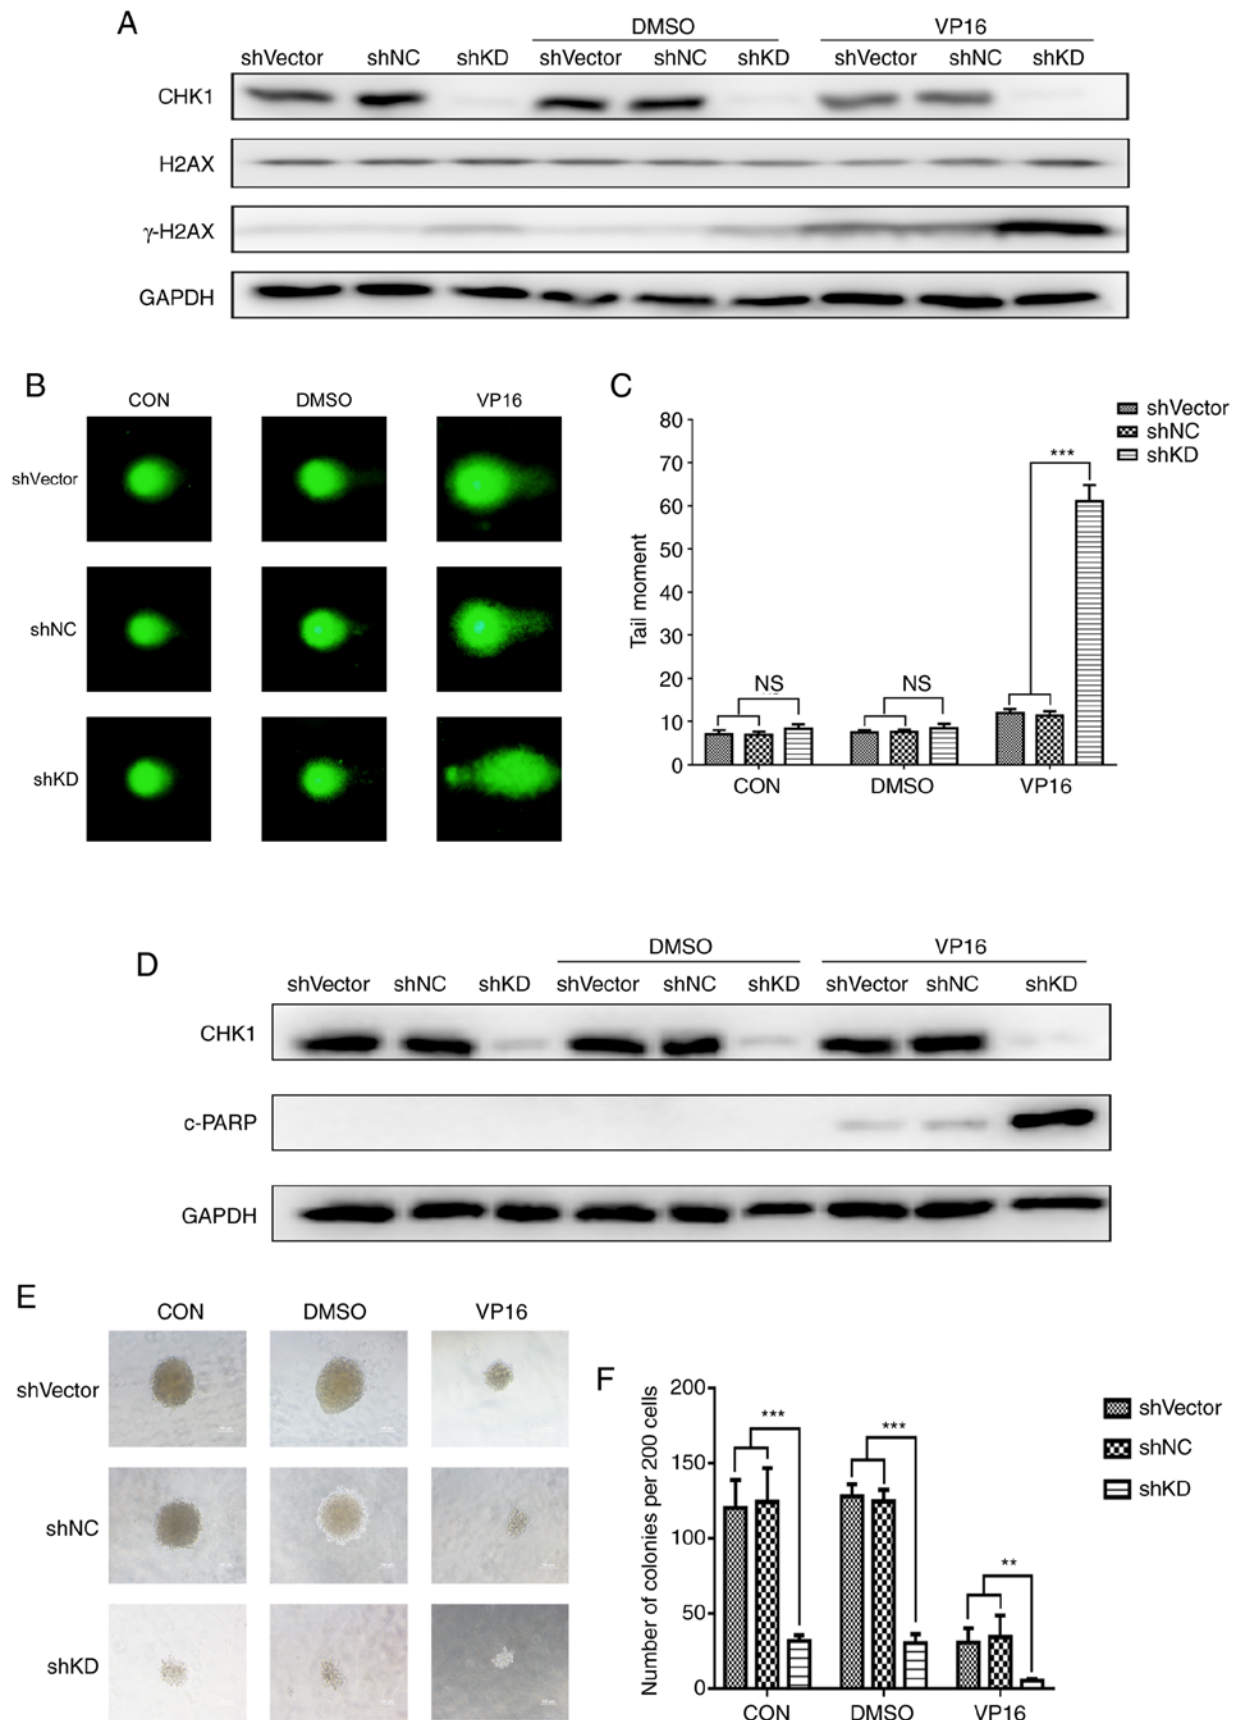 A
DMSO VP16
shVector shNC shKD shVector shNC shKD shVector shNC shKD
CHK1
H2AX
γ-H2AX
GAPDH
B
CON DMSO VP16
shVector
shNC
shKD
C
shVector
shNC
shKD
Tail moment
80
70
60
50
40
30
20
10
0
***
NS NS
CON DMSO VP16
D
DMSO VP16
shVector shNC shKD shVector shNC shKD shVector shNC shKD
CHK1
c-PARP
GAPDH
E
CON DMSO VP16
shVector
shNC
shKD
F
Number of colonies per 200 cells
200
150
100
50
0
*** *** **
shVector
shNC
shKD
CON DMSO VP16